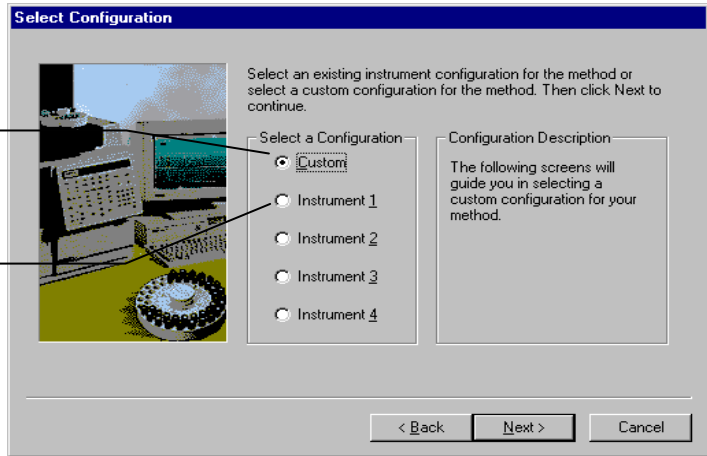 Select Configuration
Select an existing instrument configuration for the method or
select a custom configuration for the method. Then click Next to
continue.
Select a Configuration
Custom
Instrument 1
Instrument 2
Instrument 3
Instrument 4
Configuration Description
The following screens will
guide you in selecting a
custom configuration for your
method.
< Back
Next >
Cancel